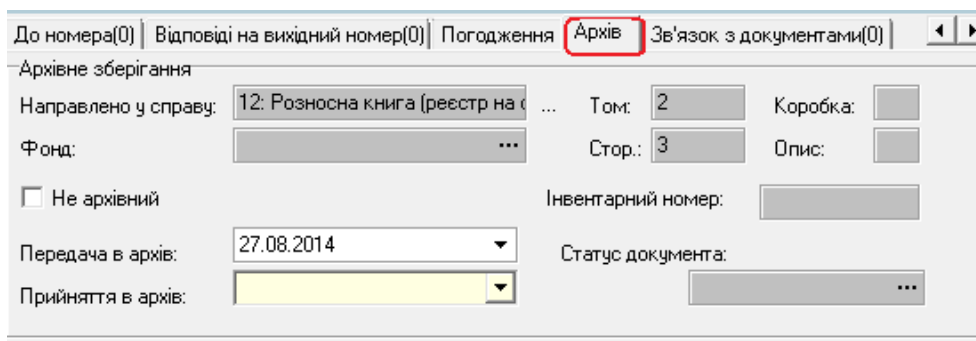 До номера(0) Відповіді на вихідний номер(0) Погодження Архів Зв'язок з документами(0)
Архівне зберігання
Направлено у справу: 12: Розносна книга (реєстр на ... Том: 2 Коробка:
Фонд: ... Стор.: 3 Опис:
Не архівний Інвентарний номер:
Передача в архів: 27.08.2014 Статус документа:
Прийняття в архів: ...